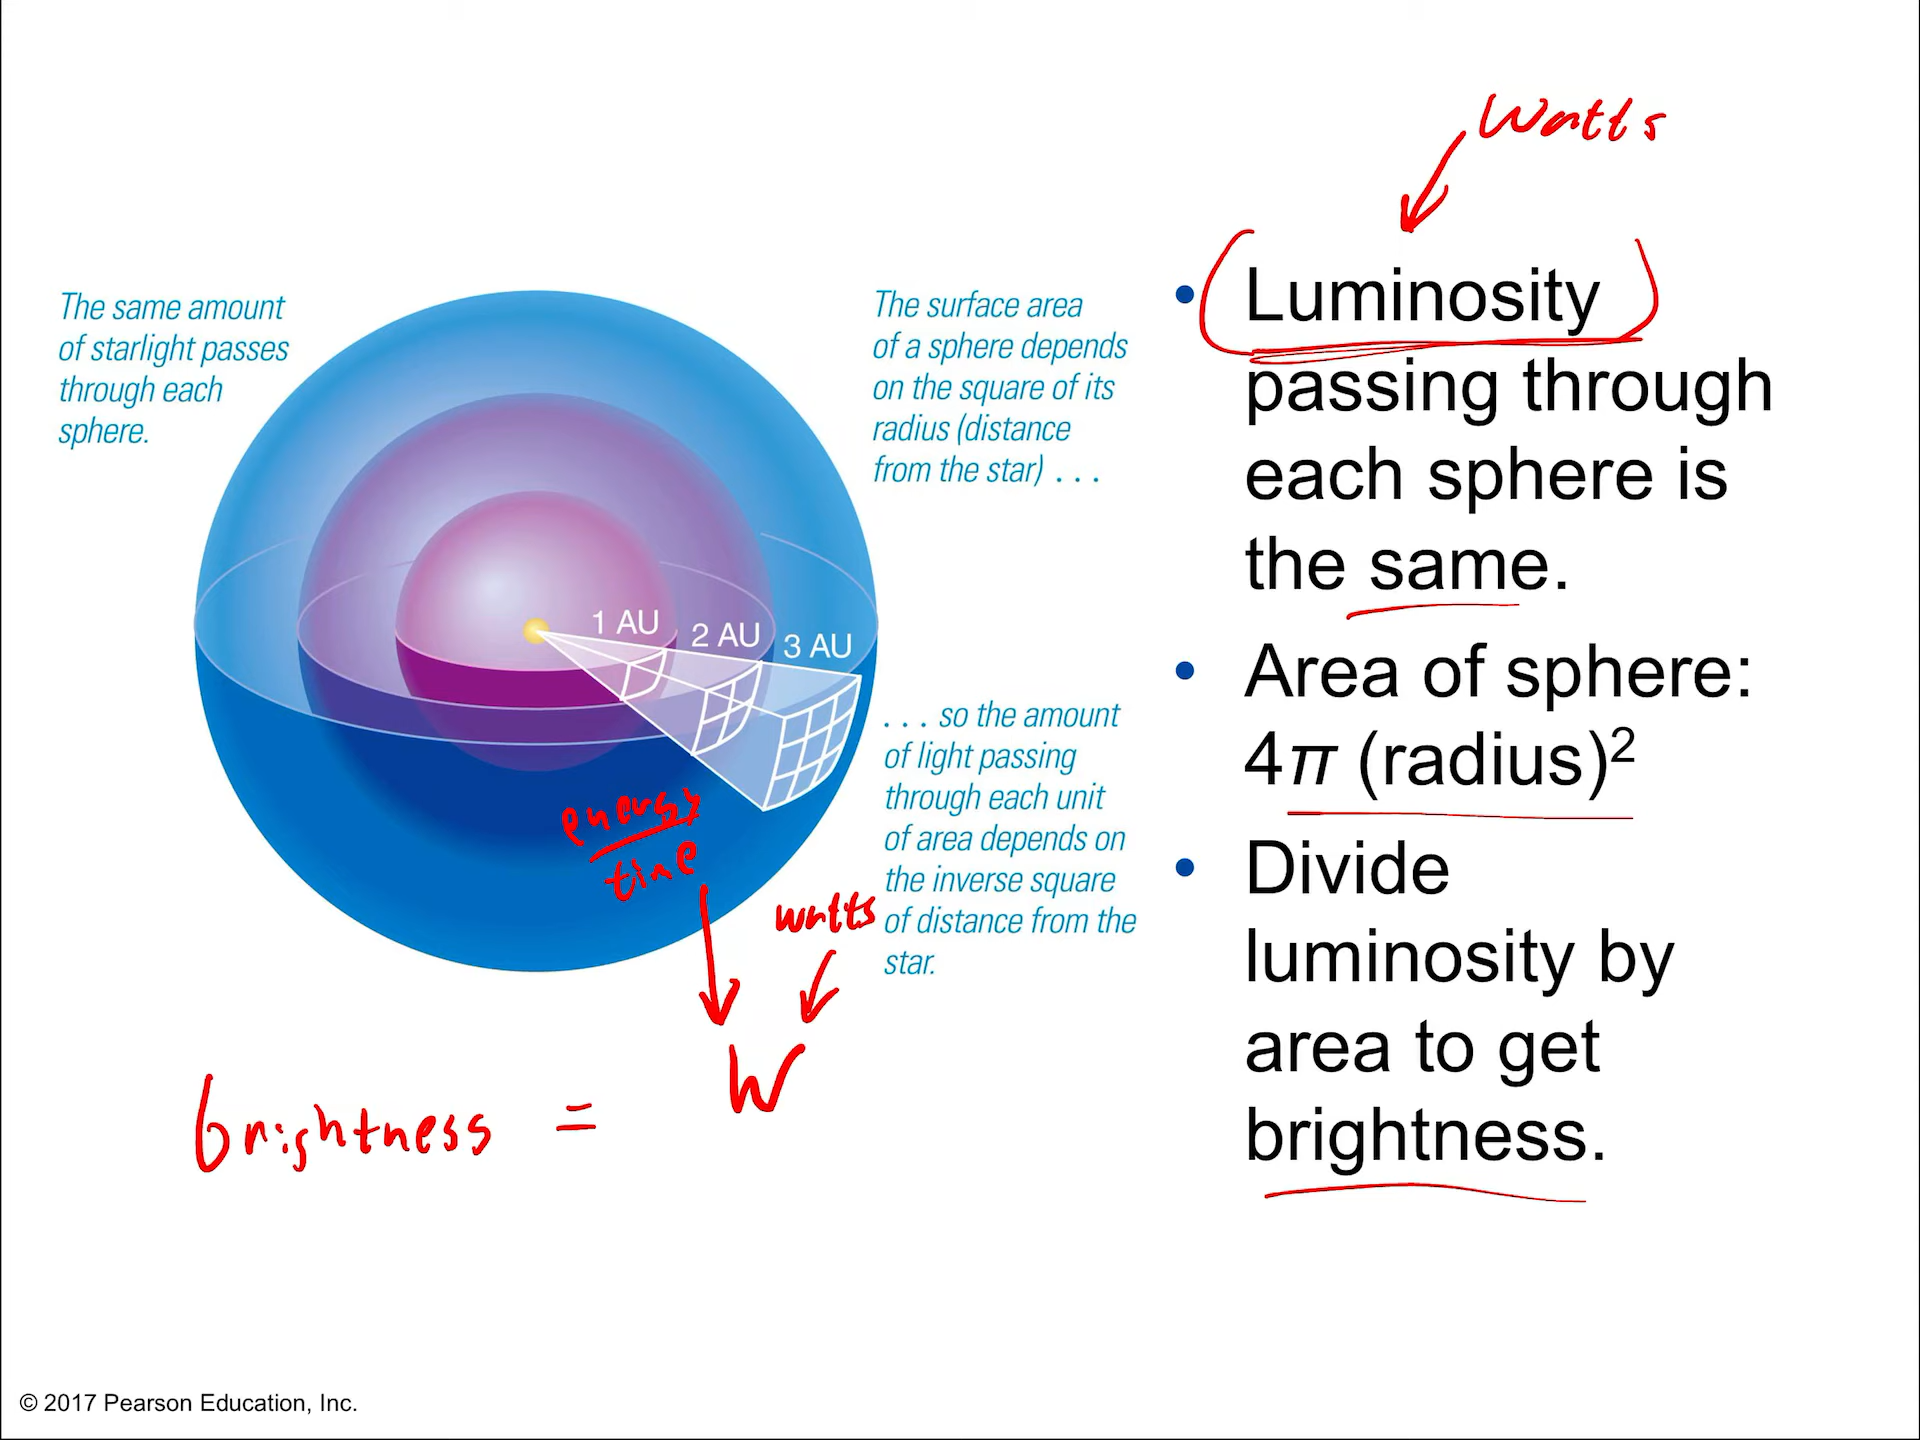 Watts
The same amount
of starlight passes
through each
sphere.
The surface area
of a sphere depends
on the square of its
radius (distance
from the star) . . .
1 AU
2 AU
3 AU
. . . so the amount
of light passing
through each unit
of area depends on
the inverse square
of distance from the
star.
energy
time
watts
W
brightness =
• Luminosity
passing through
each sphere is
the same.
• Area of sphere:
4π (radius)²
• Divide
luminosity by
area to get
brightness.
© 2017 Pearson Education, Inc.